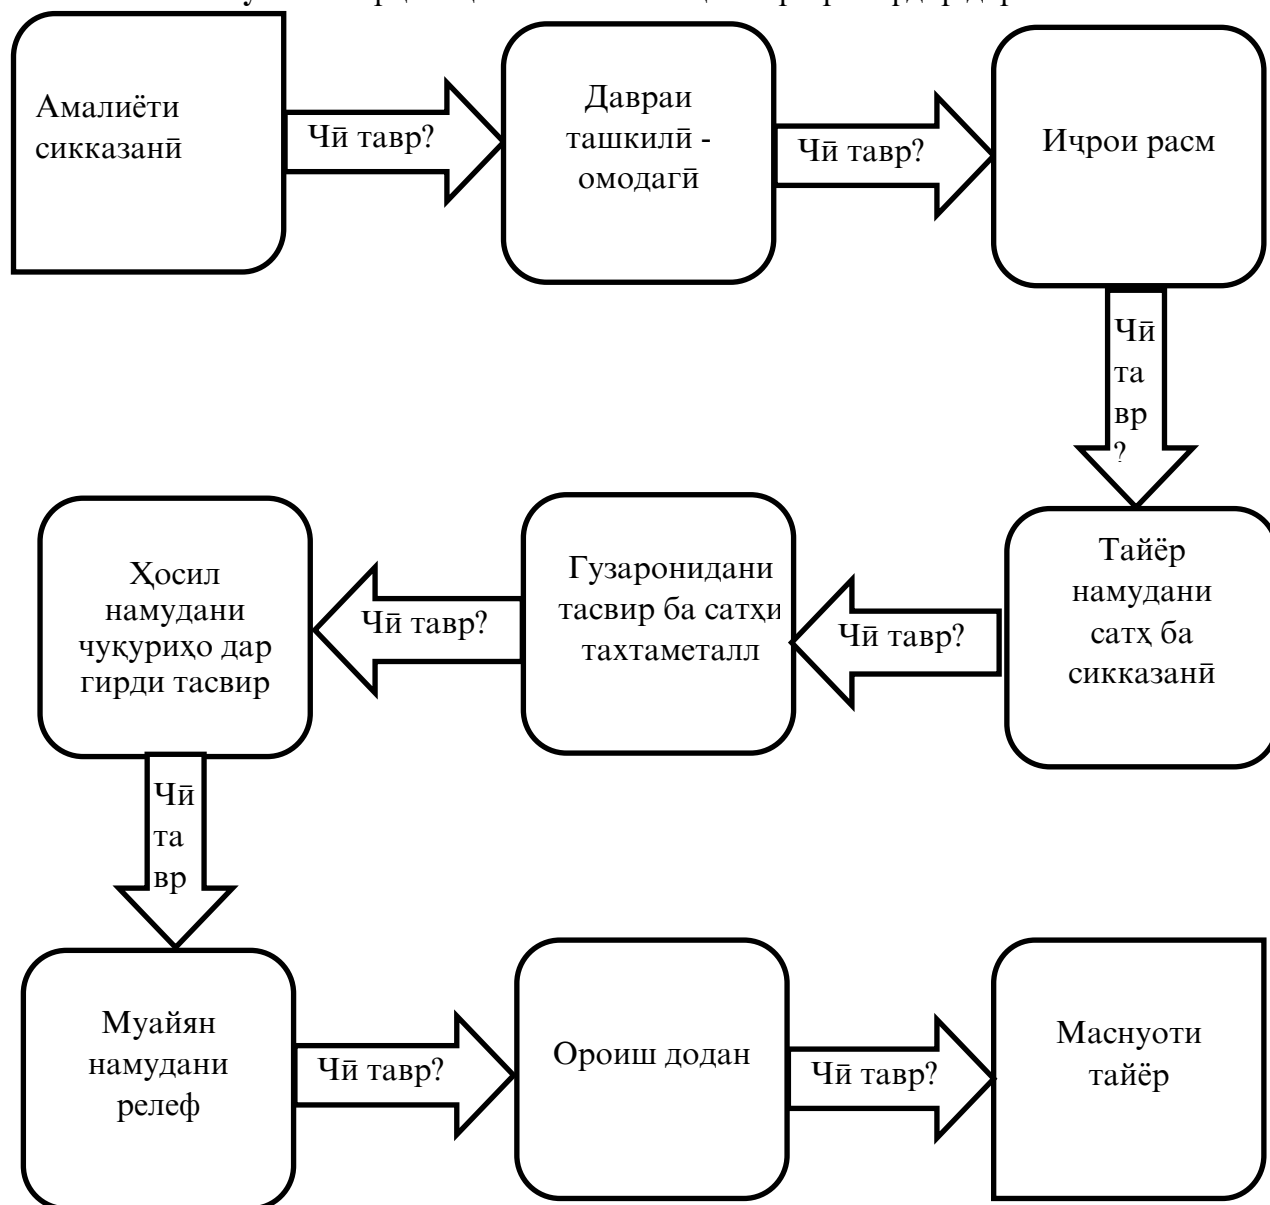 Амалиёти
сикказанӣ
Чӣ тавр?
Давраи
ташкилӣ -
омодагӣ
Чӣ тавр?
Иҷрои расм
Чӣ
та
вр
?
Тайёр
намудани
сатҳ ба
сикказанӣ
Чӣ тавр?
Гузаронидани
тасвир ба сатҳи
тахтаметалл
Чӣ тавр?
Ҳосил
намудани
чуқуриҳо дар
гирди тасвир
Чӣ
та
вр
Муайян
намудани
релеф
Чӣ тавр?
Ороиш додан
Чӣ тавр?
Маснуоти
тайёр